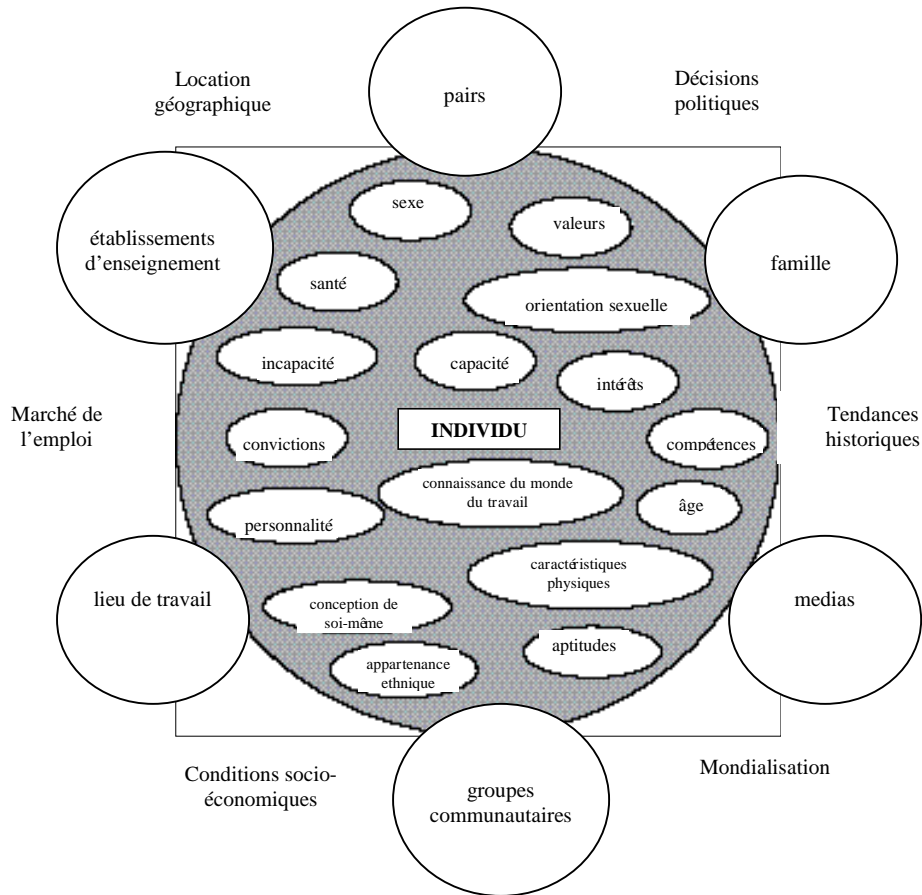 Location
géographique
pairs
Décisions
politiques
sexe
valeurs
établissements
d’enseignement
famille
santé
orientation sexuelle
incapacité
capacité
intérêts
Marché de
l’emploi
INDIVIDU
Tendances
historiques
convictions
compétences
connaissance du monde
du travail
âge
personnalité
caractéristiques
physiques
lieu de travail
medias
conception de
soi-même
aptitudes
appartenance
ethnique
Conditions socio-
économiques
Mondialisation
groupes
communautaires